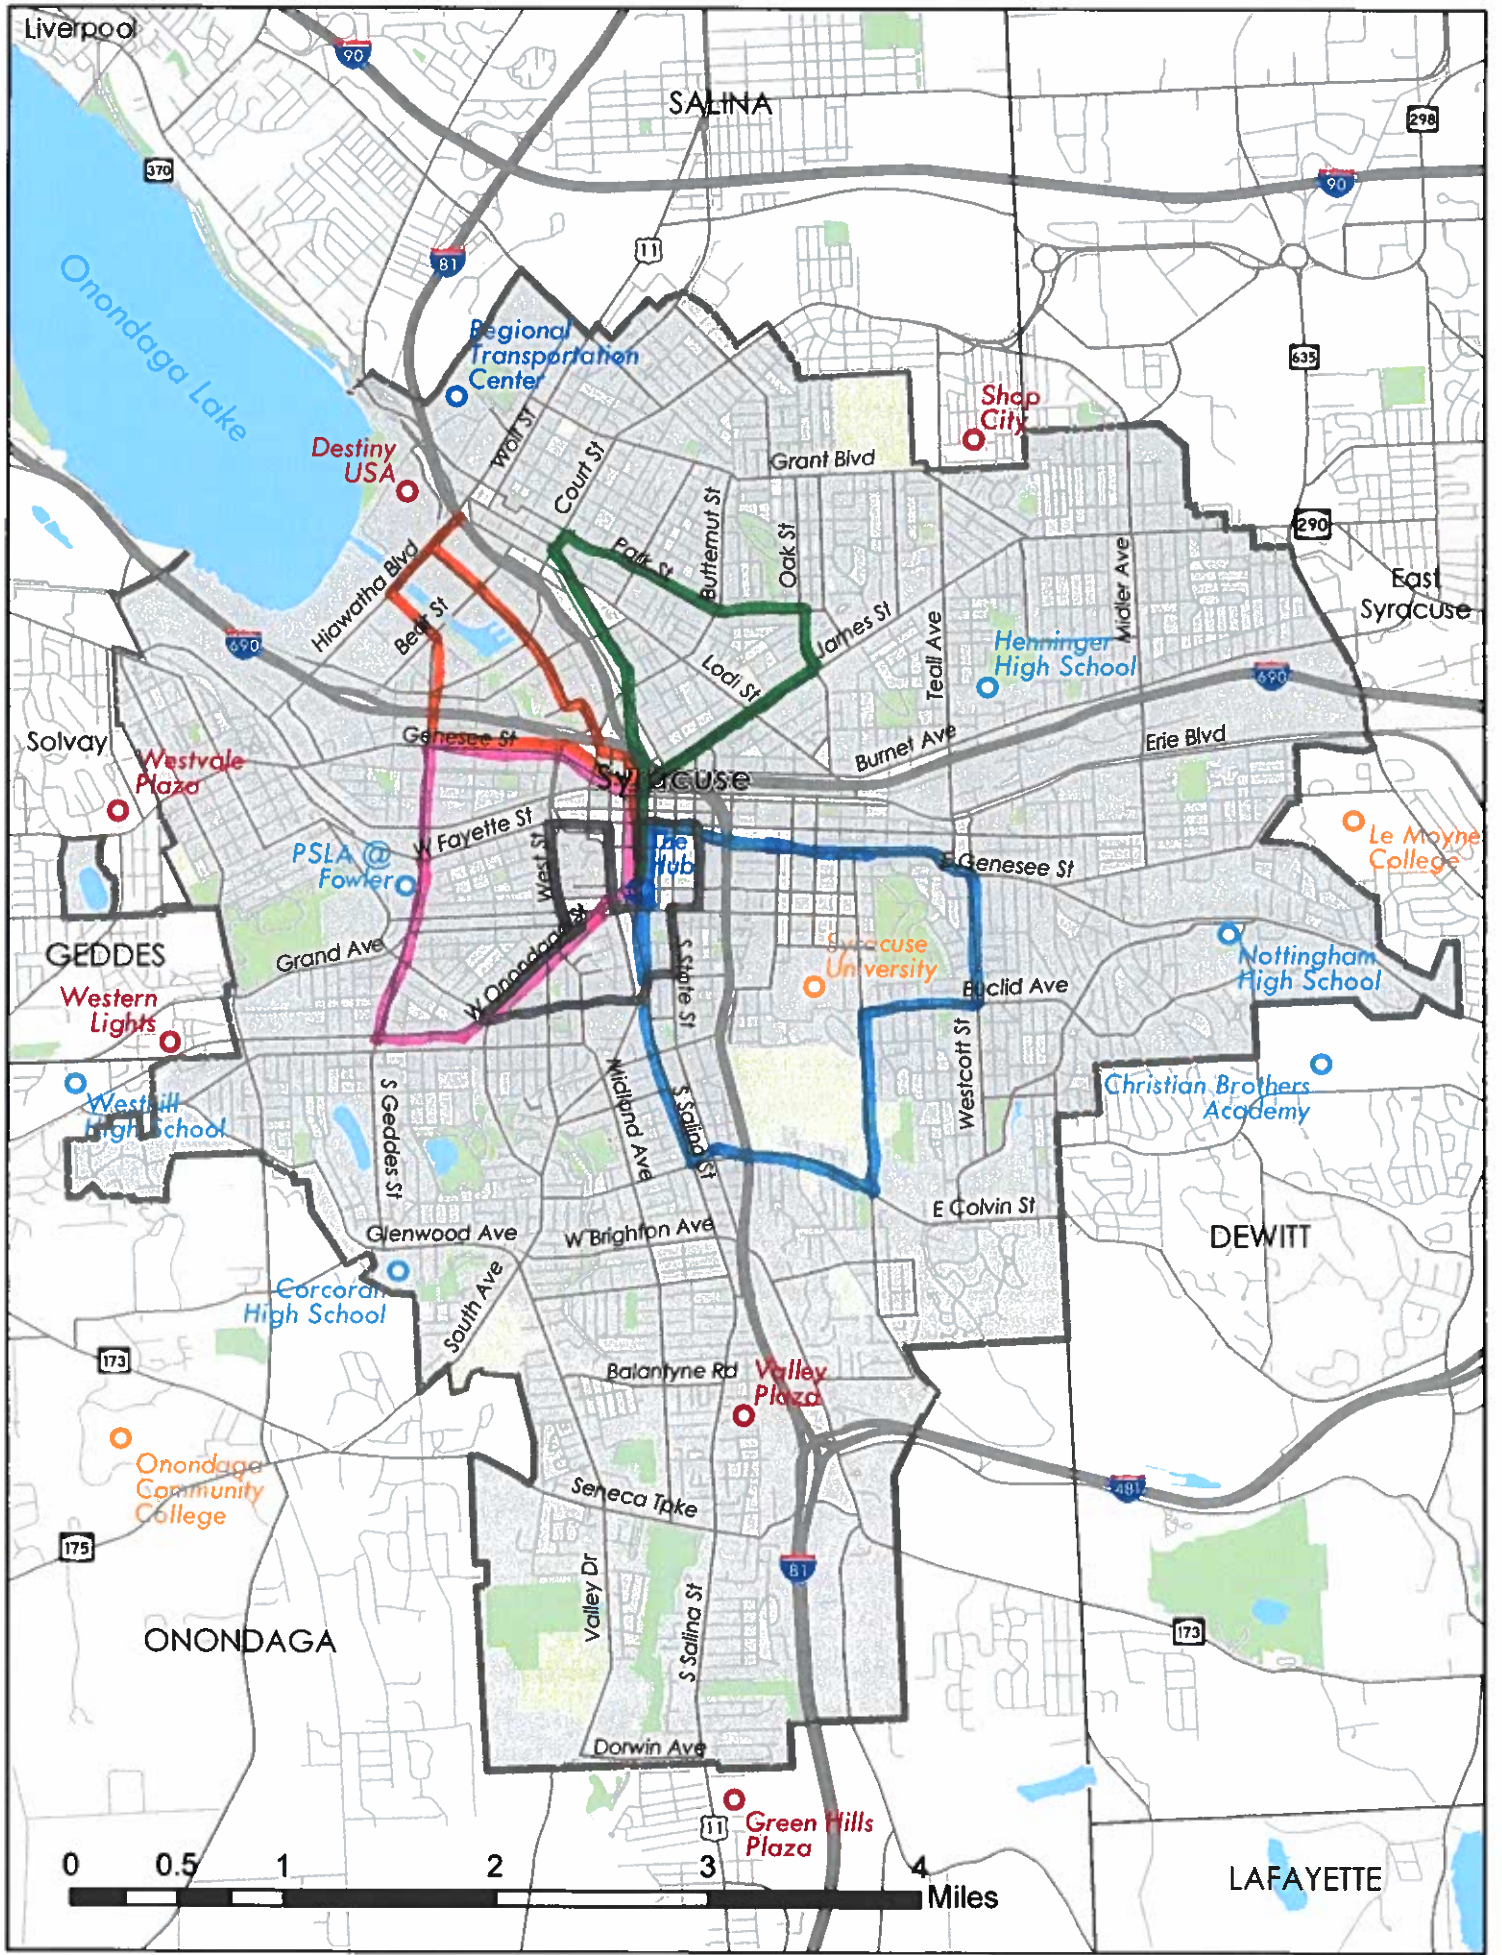 Liverpool
90
SALINA
298
370
90
11
81
Onondaga Lake
Regional
Transportation
Center
635
Shop
City
Wolf St
Destiny
USA
Court St
Grant Blvd
Butternut St
Oak St
290
Park St
Hiawatha Blvd
Bear St
Midler Ave
East
Syracuse
James St
Teall Ave
690
Henninger
High School
Lodi St
690
Solvay
Genesee St
Burnet Ave
Erie Blvd
Westvale
Plaza
Syracuse
W Fayette St
West St
Le Moyne
College
PSLA @
Fowler
The
Hub
E Genesee St
GEDDES
Grand Ave
W Onondaga St
S State St
Syracuse
University
Nottingham
High School
Western
Lights
Euclid Ave
Westcott St
Westhill
High School
S Geddes St
Midland Ave
S Salina St
Christian Brothers
Academy
E Colvin St
Glenwood Ave
W Brighton Ave
DEWITT
Corcoran
High School
South Ave
173
Balantyne Rd
Valley
Plaza
Onondaga
Community
College
Seneca Tpke
481
175
81
Valley Dr
S Salina St
ONONDAGA
173
Dorwin Ave
11
Green Hills
Plaza
0 0.5 1 2 3 4
Miles
LAFAYETTE